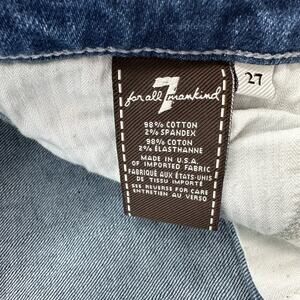 7
for all mankind
27
98% COTTON
2% SPANDEX
98% COTON
2% ÉLASTHANNE
MADE IN U.S.A.
OF IMPORTED FABRIC
FABRIQUÉ AUX ÉTATS-UNIS
DE TISSU IMPORTÉ
SEE REVERSE FOR CARE
ENTRETIEN AU VERSO